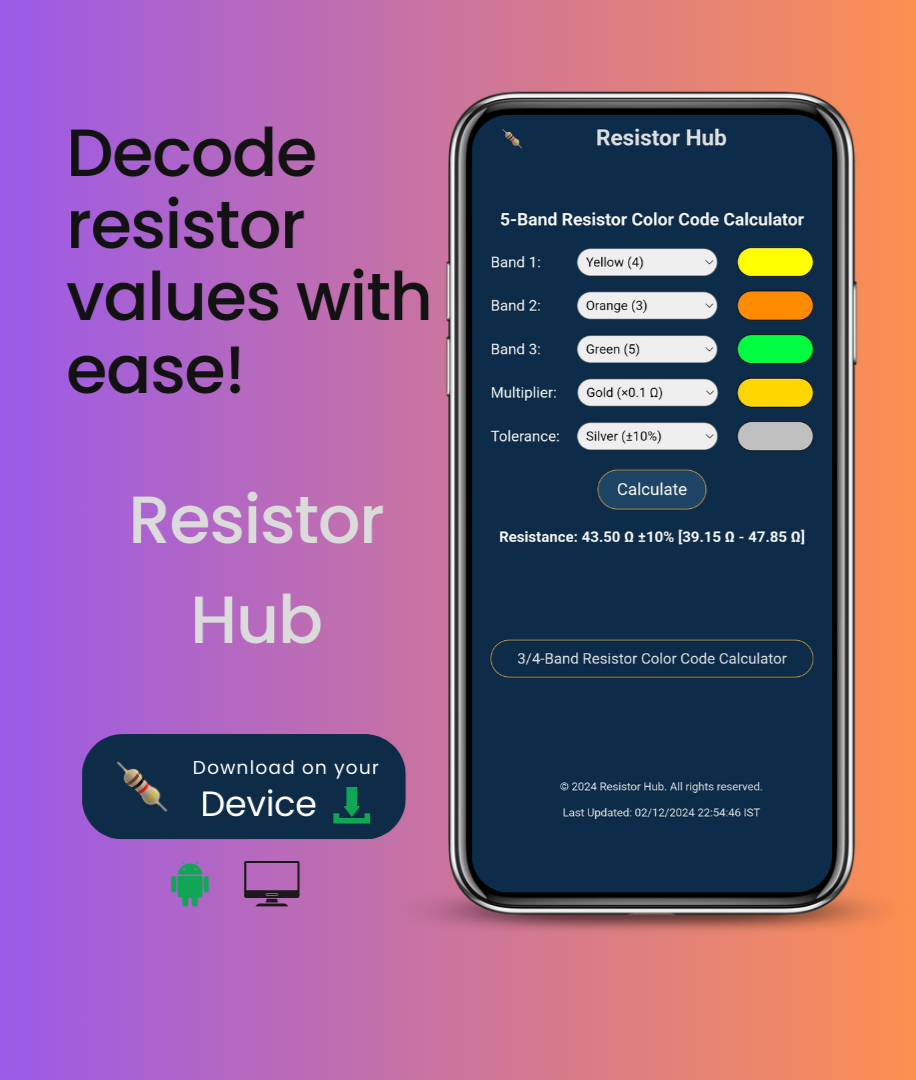 Decode
resistor
values with
ease!
Resistor
Hub
Download on your
Device
Resistor Hub
5-Band Resistor Color Code Calculator
Band 1: Yellow (4)
Band 2: Orange (3)
Band 3: Green (5)
Multiplier: Gold (×0.1 Ω)
Tolerance: Silver (±10%)
Calculate
Resistance: 43.50 Ω ±10% [39.15 Ω - 47.85 Ω]
3/4-Band Resistor Color Code Calculator
© 2024 Resistor Hub. All rights reserved.
Last Updated: 02/12/2024 22:54:46 IST